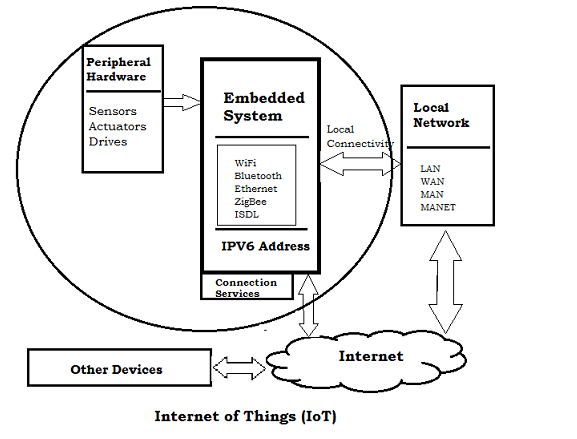 Peripheral
Hardware
Sensors
Actuators
Drives
Embedded
System
WiFi
Bluetooth
Ethernet
ZigBee
ISDL
IPV6 Address
Connection
Services
Local
Connectivity
Local
Network
LAN
WAN
MAN
MANET
Internet
Other Devices
Internet of Things (IoT)